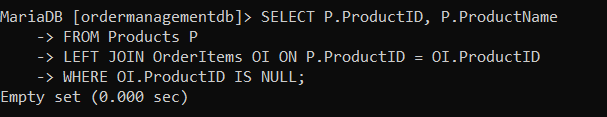 MariaDB [ordermanagementdb]> SELECT P.ProductID, P.ProductName
    -> FROM Products P
    -> LEFT JOIN OrderItems OI ON P.ProductID = OI.ProductID
    -> WHERE OI.ProductID IS NULL;
Empty set (0.000 sec)